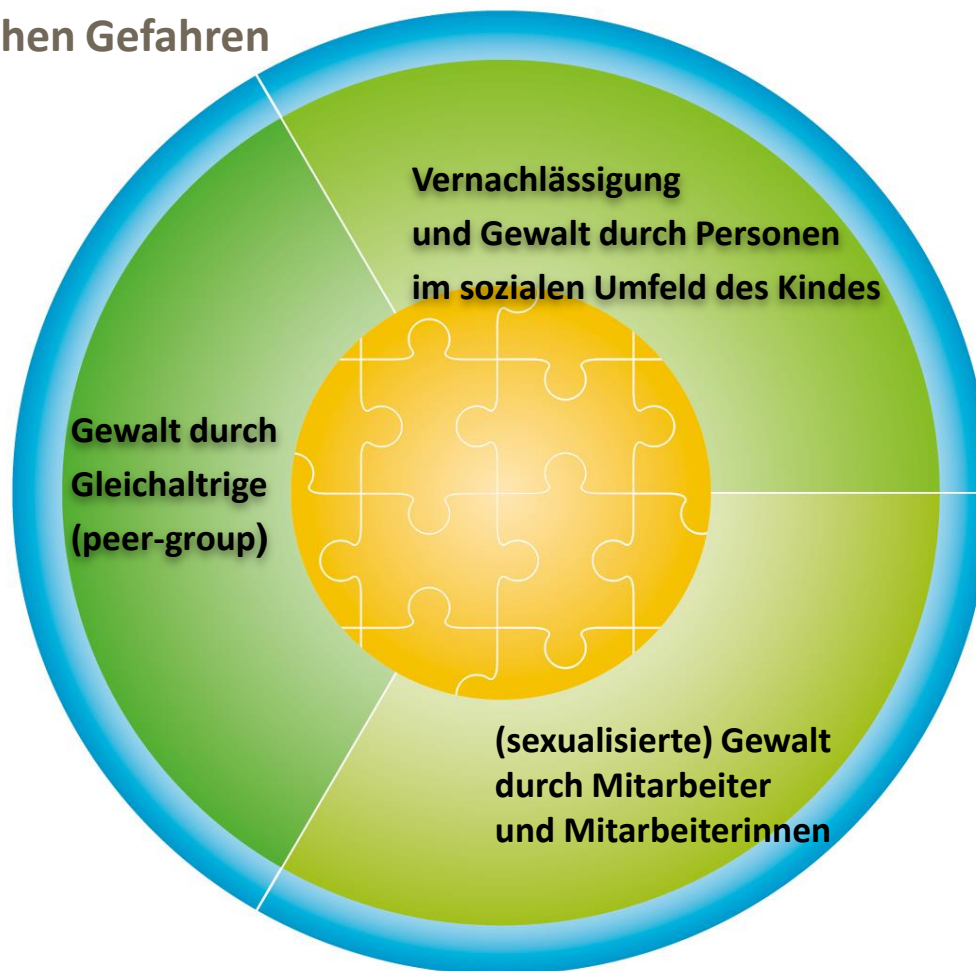 hen Gefahren
Vernachlässigung
und Gewalt durch Personen
im sozialen Umfeld des Kindes
Gewalt durch
Gleichaltrige
(peer-group)
(sexualisierte) Gewalt
durch Mitarbeiter
und Mitarbeiterinnen